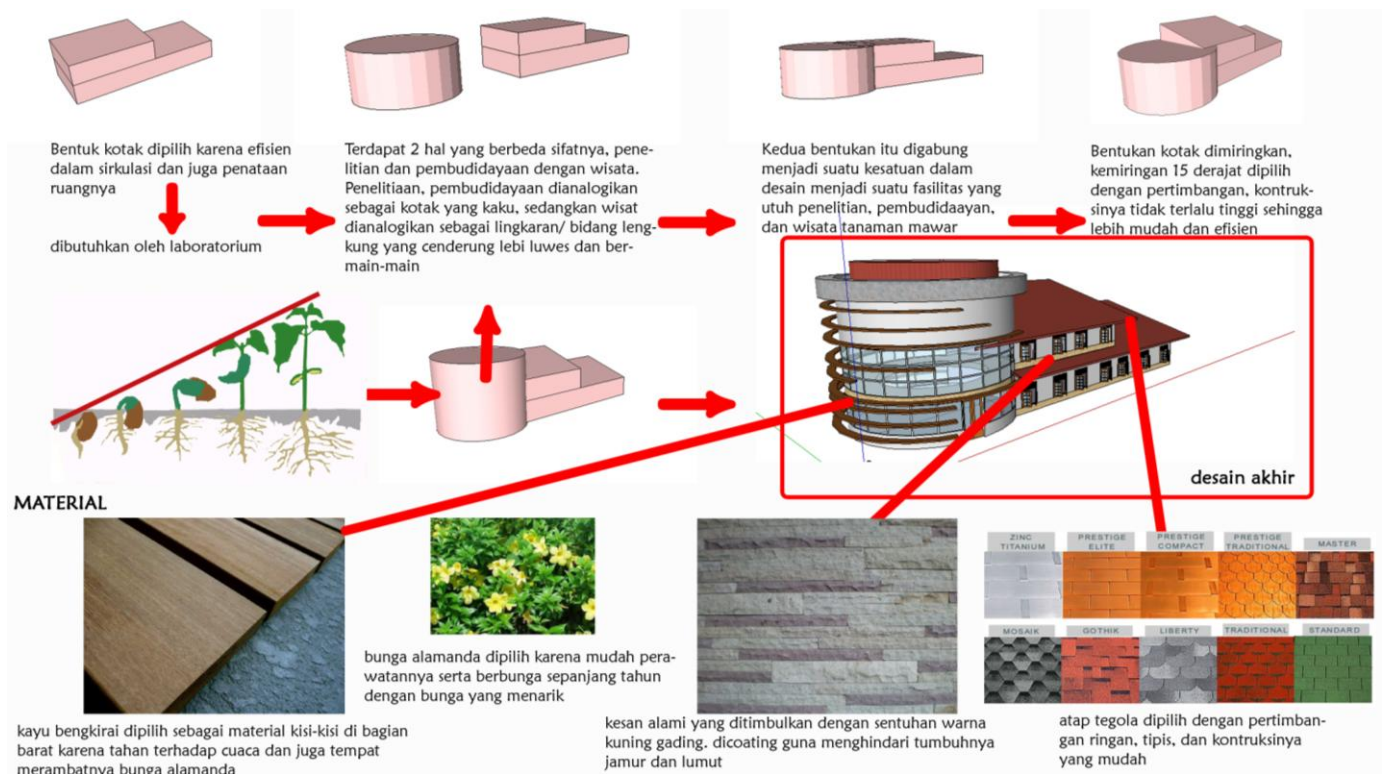 Bentuk kotak dipilih karena efisien
dalam sirkulasi dan juga penataan
ruangnya
dibutuhkan oleh laboratorium
Terdapat 2 hal yang berbeda sifatnya, pene-
litian dan pembudidayaan dengan wisata.
Penelitiaan, pembudidayaan dianalogikan
sebagai kotak yang kaku, sedangkan wisat
dianalogikan sebagai lingkaran/ bidang leng-
kung yang cenderung lebi luwes dan ber-
main-main
Kedua bentukan itu digabung
menjadi suatu kesatuan dalam
desain menjadi suatu fasilitas yang
utuh penelitian, pembudidaayan,
dan wisata tanaman mawar
Bentukan kotak dimiringkan,
kemiringan 15 derajat dipilih
dengan pertimbangan, kontruk-
sinya tidak terlalu tinggi sehingga
lebih mudah dan efisien
desain akhir
MATERIAL
kayu bengkirai dipilih sebagai material kisi-kisi di bagian
barat karena tahan terhadap cuaca dan juga tempat
merambatnya bunga alamanda
bunga alamanda dipilih karena mudah pera-
watannya serta berbunga sepanjang tahun
dengan bunga yang menarik
kesan alami yang ditimbulkan dengan sentuhan warna
kuning gading. dicoating guna menghindari tumbuhnya
jamur dan lumut
ZINC
TITANIUM
PRESTIGE
ELITE
PRESTIGE
COMPACT
PRESTIGE
TRADITIONAL
MASTER
MOSAIK
GOTHIK
LIBERTY
TRADITIONAL
STANDARD
atap tegola dipilih dengan pertimban-
gan ringan, tipis, dan kontruksinya
yang mudah